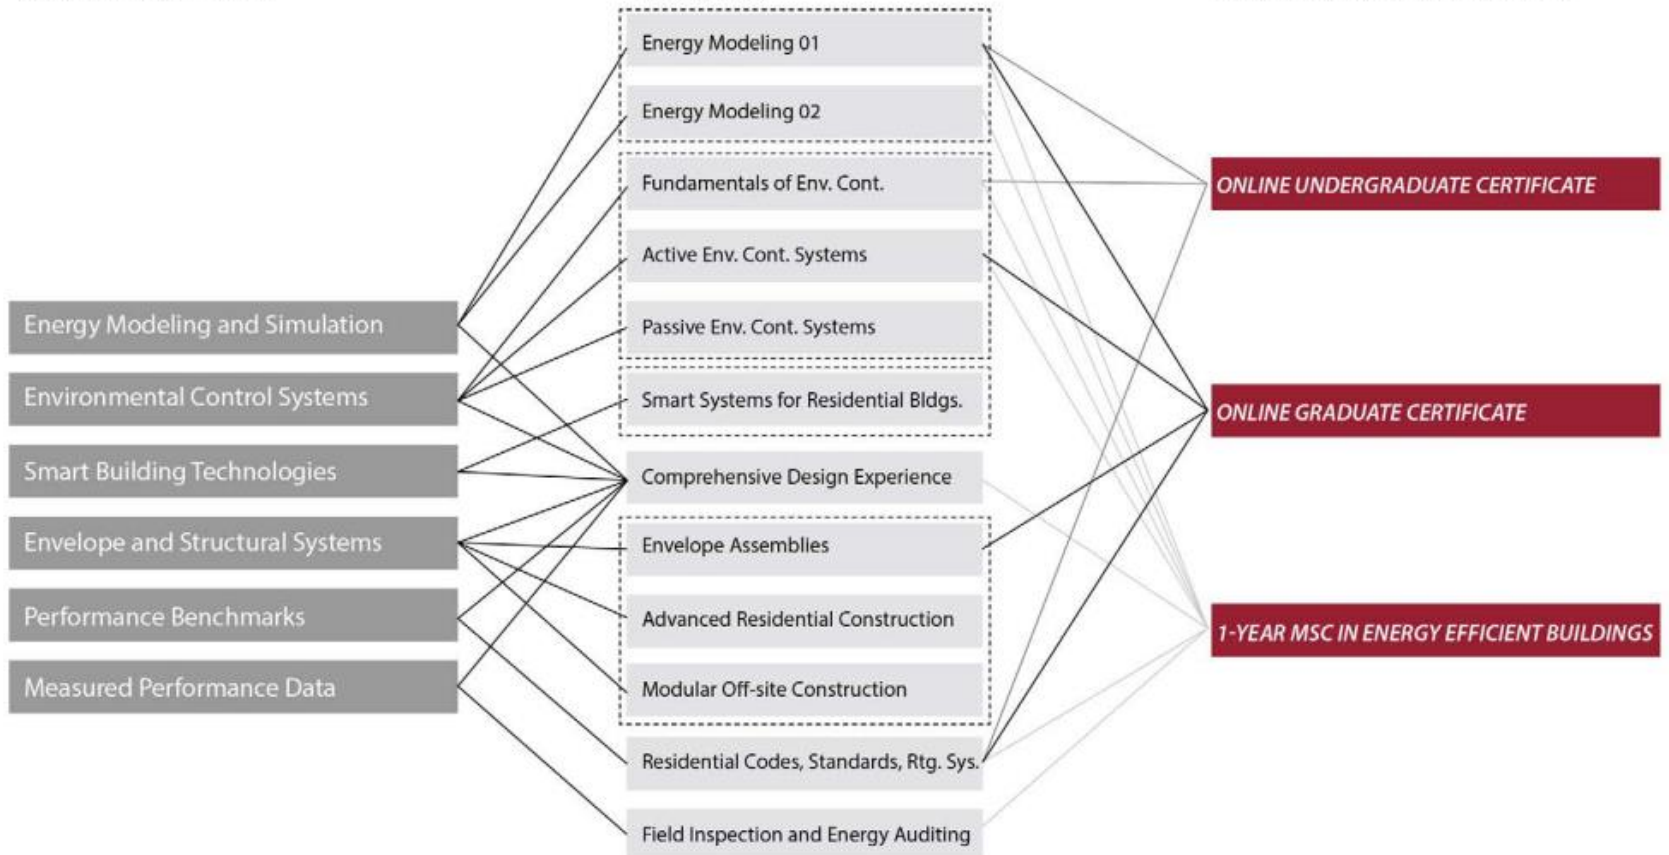 Energy Modeling and Simulation
Environmental Control Systems
Smart Building Technologies
Envelope and Structural Systems
Performance Benchmarks
Measured Performance Data
Energy Modeling 01
Energy Modeling 02
Fundamentals of Env. Cont.
Active Env. Cont. Systems
Passive Env. Cont. Systems
Smart Systems for Residential Bldgs.
Comprehensive Design Experience
Envelope Assemblies
Advanced Residential Construction
Modular Off-site Construction
Residential Codes, Standards, Rtg. Sys.
Field Inspection and Energy Auditing
ONLINE UNDERGRADUATE CERTIFICATE
ONLINE GRADUATE CERTIFICATE
1-YEAR MSC IN ENERGY EFFICIENT BUILDINGS